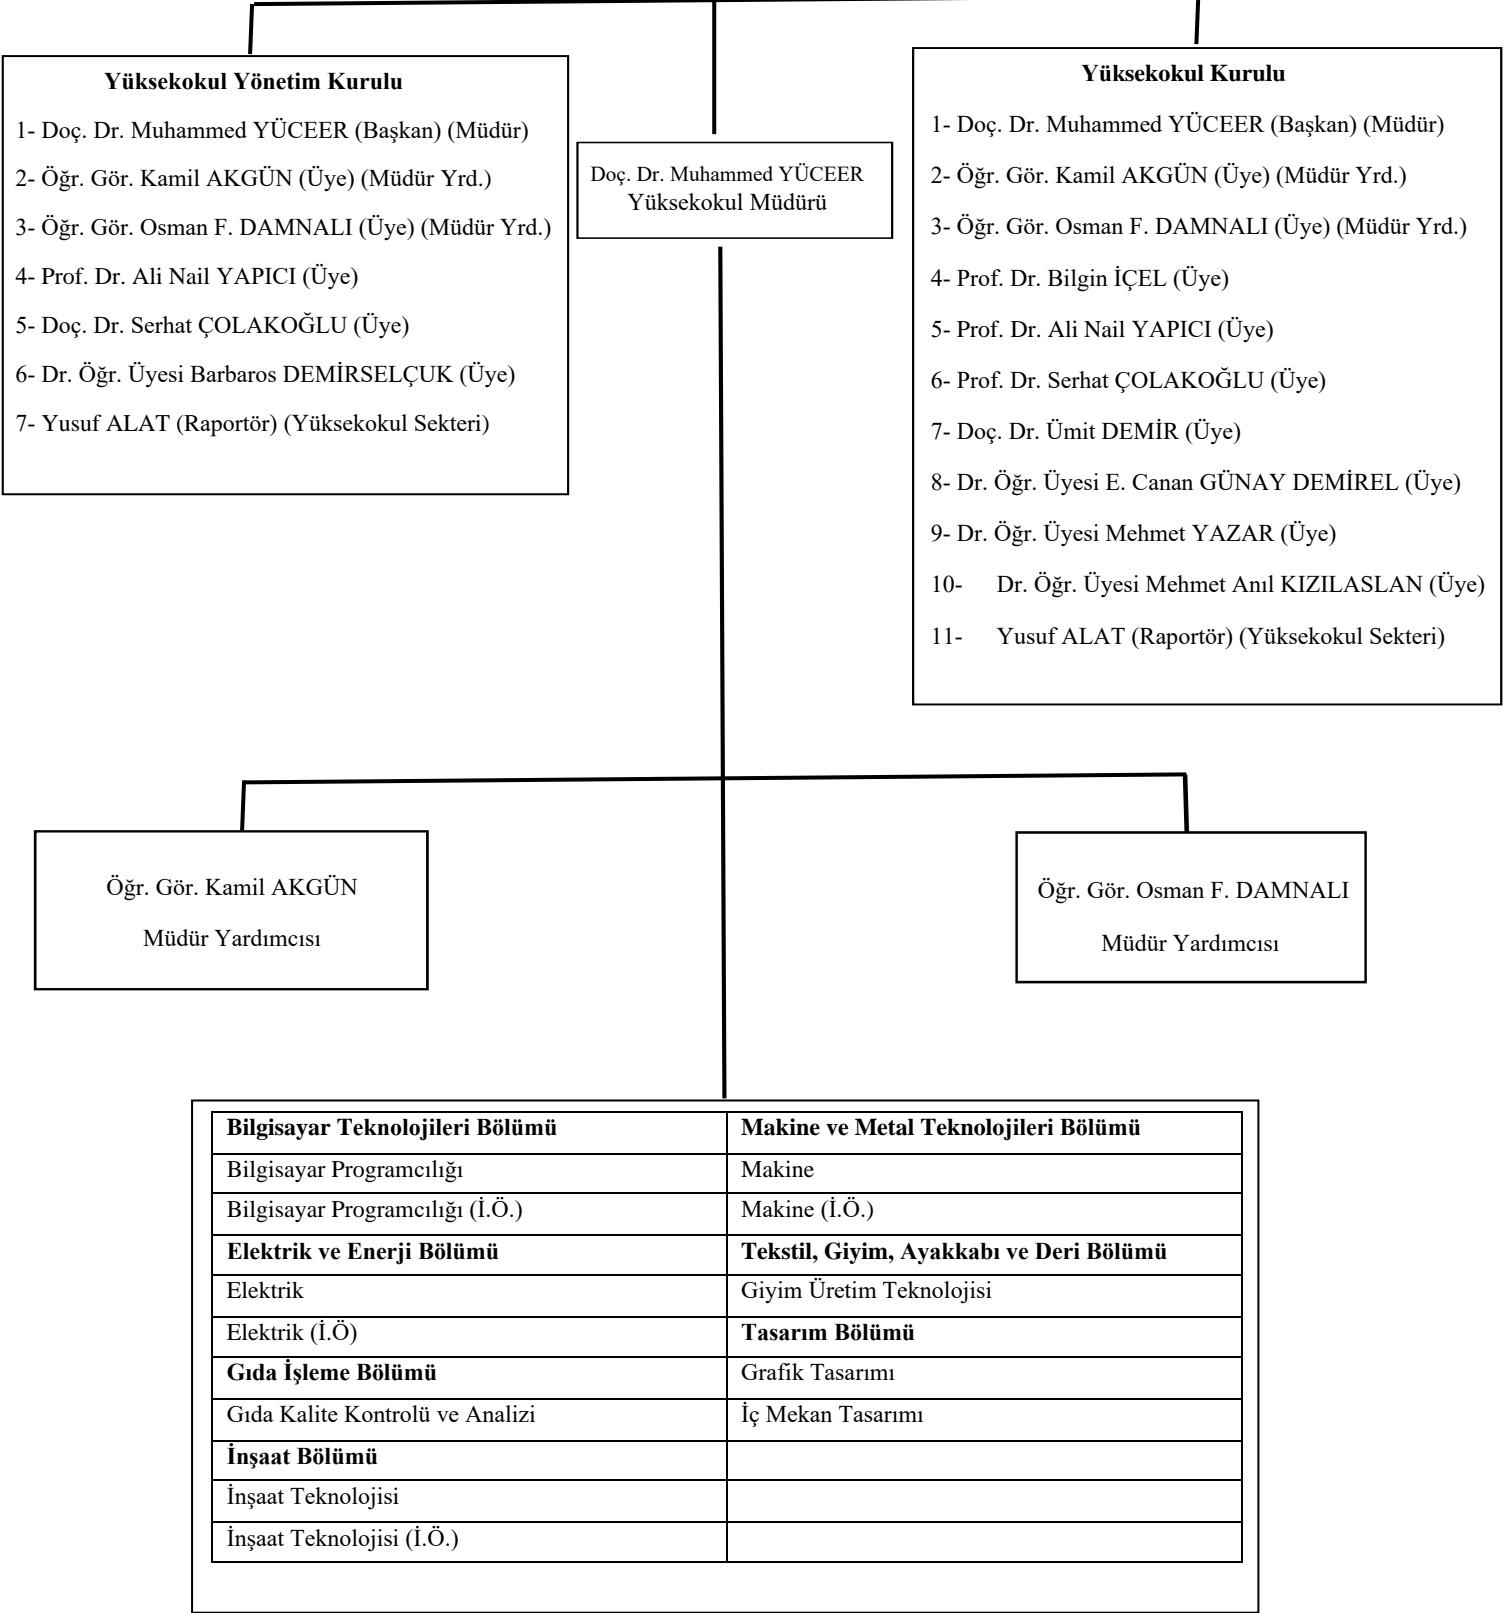 Yüksekokul Yönetim Kurulu
1- Doç. Dr. Muhammed YÜCEER (Başkan) (Müdür)
2- Öğr. Gör. Kamil AKGÜN (Üye) (Müdür Yrd.)
3- Öğr. Gör. Osman F. DAMNALI (Üye) (Müdür Yrd.)
4- Prof. Dr. Ali Nail YAPICI (Üye)
5- Doç. Dr. Serhat ÇOLAKOĞLU (Üye)
6- Dr. Öğr. Üyesi Barbaros DEMİRSELÇUK (Üye)
7- Yusuf ALAT (Raportör) (Yüksekokul Sekteri)
Doç. Dr. Muhammed YÜCEER
Yüksekokul Müdürü
Yüksekokul Kurulu
1- Doç. Dr. Muhammed YÜCEER (Başkan) (Müdür)
2- Öğr. Gör. Kamil AKGÜN (Üye) (Müdür Yrd.)
3- Öğr. Gör. Osman F. DAMNALI (Üye) (Müdür Yrd.)
4- Prof. Dr. Bilgin İÇEL (Üye)
5- Prof. Dr. Ali Nail YAPICI (Üye)
6- Prof. Dr. Serhat ÇOLAKOĞLU (Üye)
7- Doç. Dr. Ümit DEMİR (Üye)
8- Dr. Öğr. Üyesi E. Canan GÜNAY DEMİREL (Üye)
9- Dr. Öğr. Üyesi Mehmet YAZAR (Üye)
10- Dr. Öğr. Üyesi Mehmet Anıl KIZILASLAN (Üye)
11- Yusuf ALAT (Raportör) (Yüksekokul Sekteri)
Öğr. Gör. Kamil AKGÜN
Müdür Yardımcısı
Öğr. Gör. Osman F. DAMNALI
Müdür Yardımcısı
Bilgisayar Teknolojileri Bölümü Makine ve Metal Teknolojileri Bölümü
Bilgisayar Programcılığı Makine
Bilgisayar Programcılığı (İ.Ö.) Makine (İ.Ö.)
Elektrik ve Enerji Bölümü Tekstil, Giyim, Ayakkabı ve Deri Bölümü
Elektrik Giyim Üretim Teknolojisi
Elektrik (İ.Ö) Tasarım Bölümü
Gıda İşleme Bölümü Grafik Tasarımı
Gıda Kalite Kontrolü ve Analizi İç Mekan Tasarımı
İnşaat Bölümü
İnşaat Teknolojisi
İnşaat Teknolojisi (İ.Ö.)